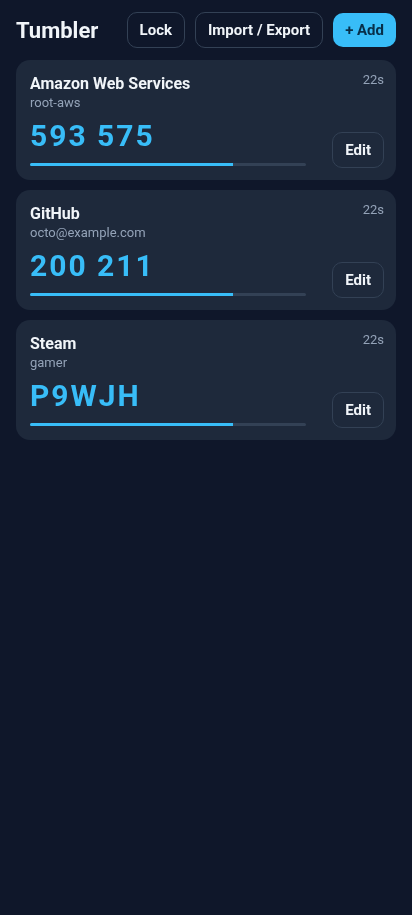 Tumbler
Lock
Import / Export
+ Add
Amazon Web Services
22s
root-aws
593 575
Edit
GitHub
22s
octo@example.com
200 211
Edit
Steam
22s
gamer
P9WJH
Edit